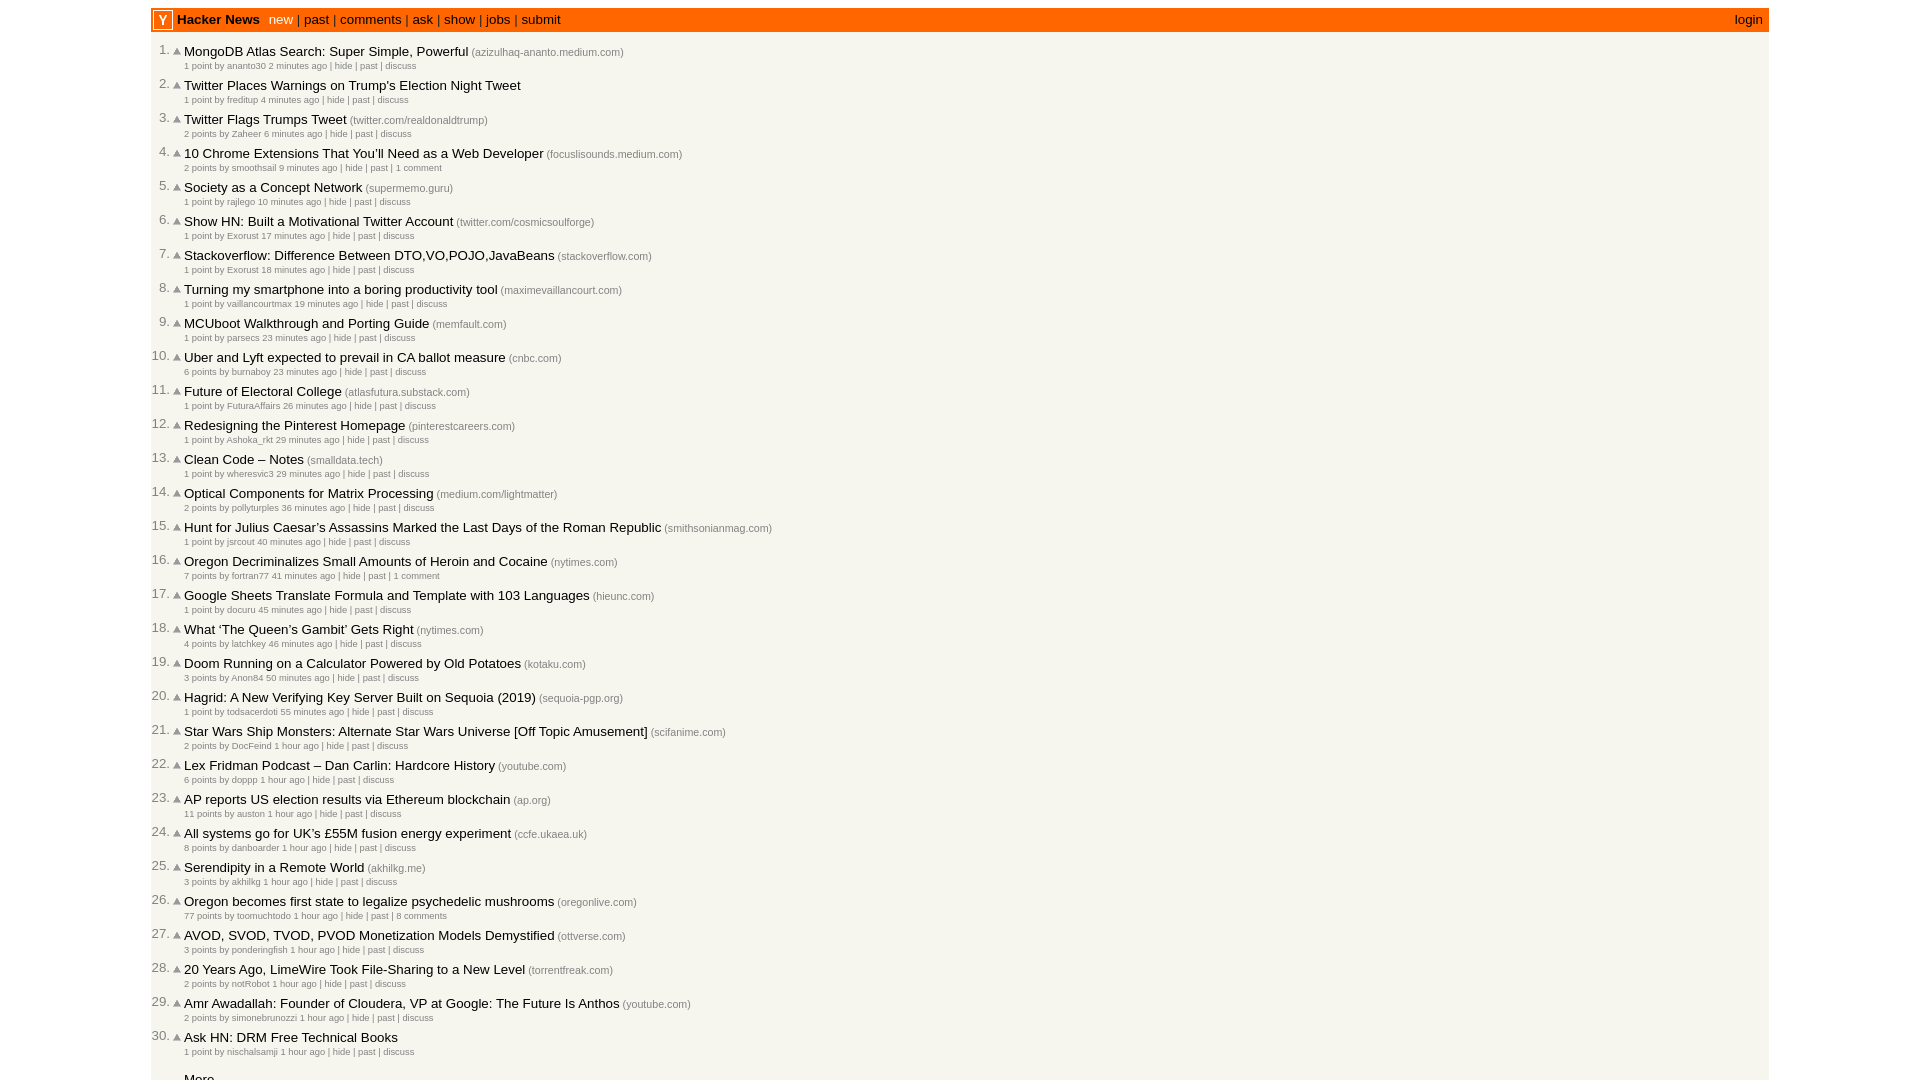 Y Hacker News new | past | comments | ask | show | jobs | submit login
1. MongoDB Atlas Search: Super Simple, Powerful (azizulhaq-ananto.medium.com)
1 point by ananto30 2 minutes ago | hide | past | discuss
2. Twitter Places Warnings on Trump's Election Night Tweet
1 point by freditup 4 minutes ago | hide | past | discuss
3. Twitter Flags Trumps Tweet (twitter.com/realdonaldtrump)
2 points by Zaheer 6 minutes ago | hide | past | discuss
4. 10 Chrome Extensions That You’ll Need as a Web Developer (focuslisounds.medium.com)
2 points by smoothsail 9 minutes ago | hide | past | 1 comment
5. Society as a Concept Network (supermemo.guru)
1 point by rajlego 10 minutes ago | hide | past | discuss
6. Show HN: Built a Motivational Twitter Account (twitter.com/cosmicsoulforge)
1 point by Exorust 17 minutes ago | hide | past | discuss
7. Stackoverflow: Difference Between DTO,VO,POJO,JavaBeans (stackoverflow.com)
1 point by Exorust 18 minutes ago | hide | past | discuss
8. Turning my smartphone into a boring productivity tool (maximevaillancourt.com)
1 point by vaillancourtmax 19 minutes ago | hide | past | discuss
9. MCUboot Walkthrough and Porting Guide (memfault.com)
1 point by parsecs 23 minutes ago | hide | past | discuss
10. Uber and Lyft expected to prevail in CA ballot measure (cnbc.com)
6 points by burnaboy 23 minutes ago | hide | past | discuss
11. Future of Electoral College (atlasfutura.substack.com)
1 point by FuturaAffairs 26 minutes ago | hide | past | discuss
12. Redesigning the Pinterest Homepage (pinterestcareers.com)
1 point by Ashoka_rkt 29 minutes ago | hide | past | discuss
13. Clean Code – Notes (smalldata.tech)
1 point by wheresvic3 29 minutes ago | hide | past | discuss
14. Optical Components for Matrix Processing (medium.com/lightmatter)
2 points by pollyturples 36 minutes ago | hide | past | discuss
15. Hunt for Julius Caesar’s Assassins Marked the Last Days of the Roman Republic (smithsonianmag.com)
1 point by jsrcout 40 minutes ago | hide | past | discuss
16. Oregon Decriminalizes Small Amounts of Heroin and Cocaine (nytimes.com)
7 points by fortran77 41 minutes ago | hide | past | 1 comment
17. Google Sheets Translate Formula and Template with 103 Languages (hieunc.com)
1 point by docuru 45 minutes ago | hide | past | discuss
18. What ‘The Queen’s Gambit’ Gets Right (nytimes.com)
4 points by latchkey 46 minutes ago | hide | past | discuss
19. Doom Running on a Calculator Powered by Old Potatoes (kotaku.com)
3 points by Anon84 50 minutes ago | hide | past | discuss
20. Hagrid: A New Verifying Key Server Built on Sequoia (2019) (sequoia-pgp.org)
1 point by todsacerdoti 55 minutes ago | hide | past | discuss
21. Star Wars Ship Monsters: Alternate Star Wars Universe [Off Topic Amusement] (scifanime.com)
2 points by DocFeind 1 hour ago | hide | past | discuss
22. Lex Fridman Podcast – Dan Carlin: Hardcore History (youtube.com)
6 points by doppp 1 hour ago | hide | past | discuss
23. AP reports US election results via Ethereum blockchain (ap.org)
11 points by auston 1 hour ago | hide | past | discuss
24. All systems go for UK’s £55M fusion energy experiment (ccfe.ukaea.uk)
8 points by danboarder 1 hour ago | hide | past | discuss
25. Serendipity in a Remote World (akhilkg.me)
3 points by akhilkg 1 hour ago | hide | past | discuss
26. Oregon becomes first state to legalize psychedelic mushrooms (oregonlive.com)
77 points by toomuchtodo 1 hour ago | hide | past | 8 comments
27. AVOD, SVOD, TVOD, PVOD Monetization Models Demystified (ottverse.com)
3 points by ponderingfish 1 hour ago | hide | past | discuss
28. 20 Years Ago, LimeWire Took File-Sharing to a New Level (torrentfreak.com)
2 points by notRobot 1 hour ago | hide | past | discuss
29. Amr Awadallah: Founder of Cloudera, VP at Google: The Future Is Anthos (youtube.com)
2 points by simonebrunozzi 1 hour ago | hide | past | discuss
30. Ask HN: DRM Free Technical Books
1 point by nischalsamji 1 hour ago | hide | past | discuss
More